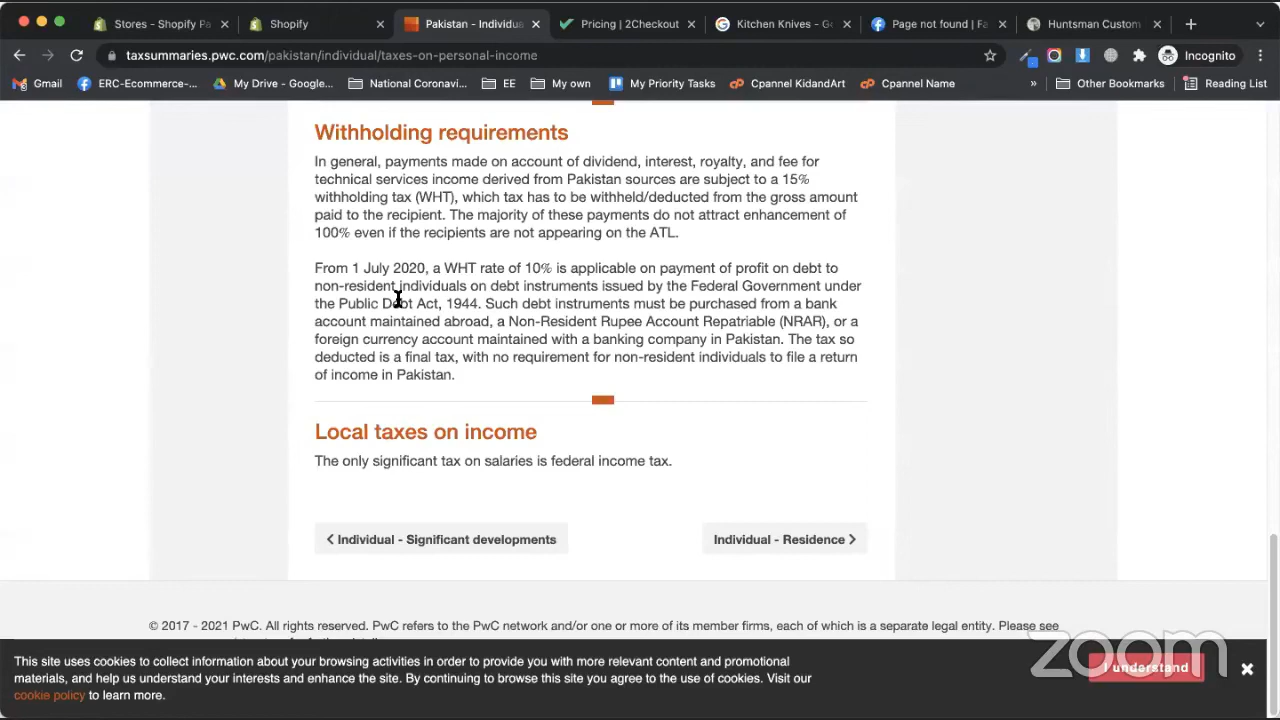 Stores - Shopify Pa
Shopify
Pakistan - Individua
Pricing | 2Checkout
Kitchen Knives - Go
Page not found | Fa
Huntsman Custom
taxsummaries.pwc.com/pakistan/individual/taxes-on-personal-income
Incognito
Gmail
ERC-Ecommerce-...
My Drive - Google...
National Coronavi...
EE
My own
My Priority Tasks
Cpannel KidandArt
Cpannel Name
»
Other Bookmarks
Reading List
Withholding requirements
In general, payments made on account of dividend, interest, royalty, and fee for
technical services income derived from Pakistan sources are subject to a 15%
withholding tax (WHT), which tax has to be withheld/deducted from the gross amount
paid to the recipient. The majority of these payments do not attract enhancement of
100% even if the recipients are not appearing on the ATL.
From 1 July 2020, a WHT rate of 10% is applicable on payment of profit on debt to
non-resident individuals on debt instruments issued by the Federal Government under
the Public Debt Act, 1944. Such debt instruments must be purchased from a bank
account maintained abroad, a Non-Resident Rupee Account Repatriable (NRAR), or a
foreign currency account maintained with a banking company in Pakistan. The tax so
deducted is a final tax, with no requirement for non-resident individuals to file a return
of income in Pakistan.
Local taxes on income
The only significant tax on salaries is federal income tax.
Individual - Significant developments
Individual - Residence
© 2017 - 2021 PwC. All rights reserved. PwC refers to the PwC network and/or one or more of its member firms, each of which is a separate legal entity. Please see
This site uses cookies to collect information about your browsing activities in order to provide you with more relevant content and promotional
materials, and help us understand your interests and enhance the site. By continuing to browse this site you agree to the use of cookies. Visit our
cookie policy to learn more.
I understand
zoom